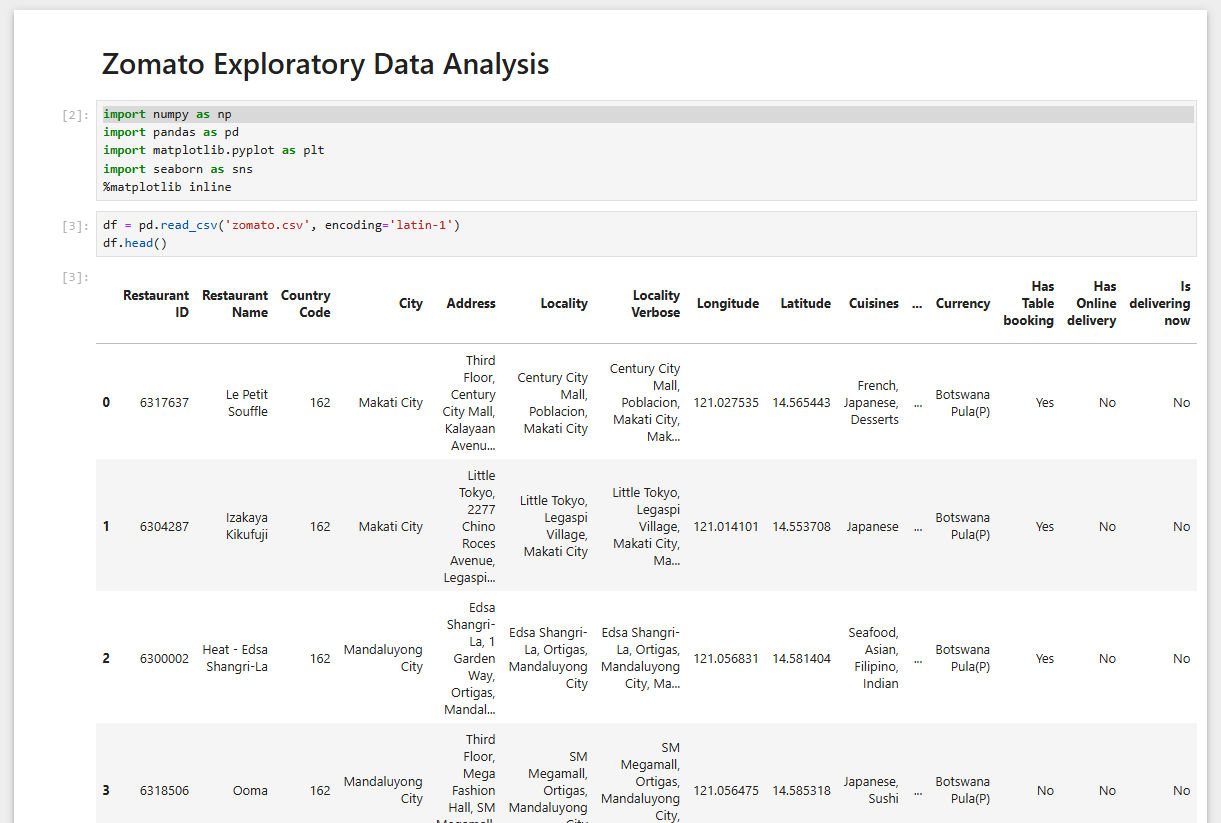 Zomato Exploratory Data Analysis
[2]:
import numpy as np
import pandas as pd
import matplotlib.pyplot as plt
import seaborn as sns
%matplotlib inline
[3]:
df = pd.read_csv('zomato.csv', encoding='latin-1')
df.head()
[3]:
Restaurant ID Restaurant Name Country Code City Address Locality Locality Verbose Longitude Latitude Cuisines ... Currency Has Table booking Has Online delivery Is delivering now
0 6317637 Le Petit Souffle 162 Makati City Third Floor, Century City Mall, Kalayaan Avenu... Century City Mall, Poblacion, Makati City Century City Mall, Poblacion, Makati City, Mak... 121.027535 14.565443 French, Japanese, Desserts ... Botswana Pula(P) Yes No No
1 6304287 Izakaya Kikufuji 162 Makati City Little Tokyo, 2277 Chino Roces Avenue, Legaspi... Little Tokyo, Legaspi Village, Makati City Little Tokyo, Legaspi Village, Makati City, Ma... 121.014101 14.553708 Japanese ... Botswana Pula(P) Yes No No
2 6300002 Heat - Edsa Shangri-La 162 Mandaluyong City Edsa Shangri-La, 1 Garden Way, Ortigas, Mandal... Edsa Shangri-La, Ortigas, Mandaluyong City Edsa Shangri-La, Ortigas, Mandaluyong City, Ma... 121.056831 14.581404 Seafood, Asian, Filipino, Indian ... Botswana Pula(P) Yes No No
3 6318506 Ooma 162 Mandaluyong City Third Floor, Mega Fashion Hall, SM Megamall, SM Megamall, Ortigas, Mandaluyong City SM Megamall, Ortigas, Mandaluyong City, 121.056475 14.585318 Japanese, Sushi ... Botswana Pula(P) No No No